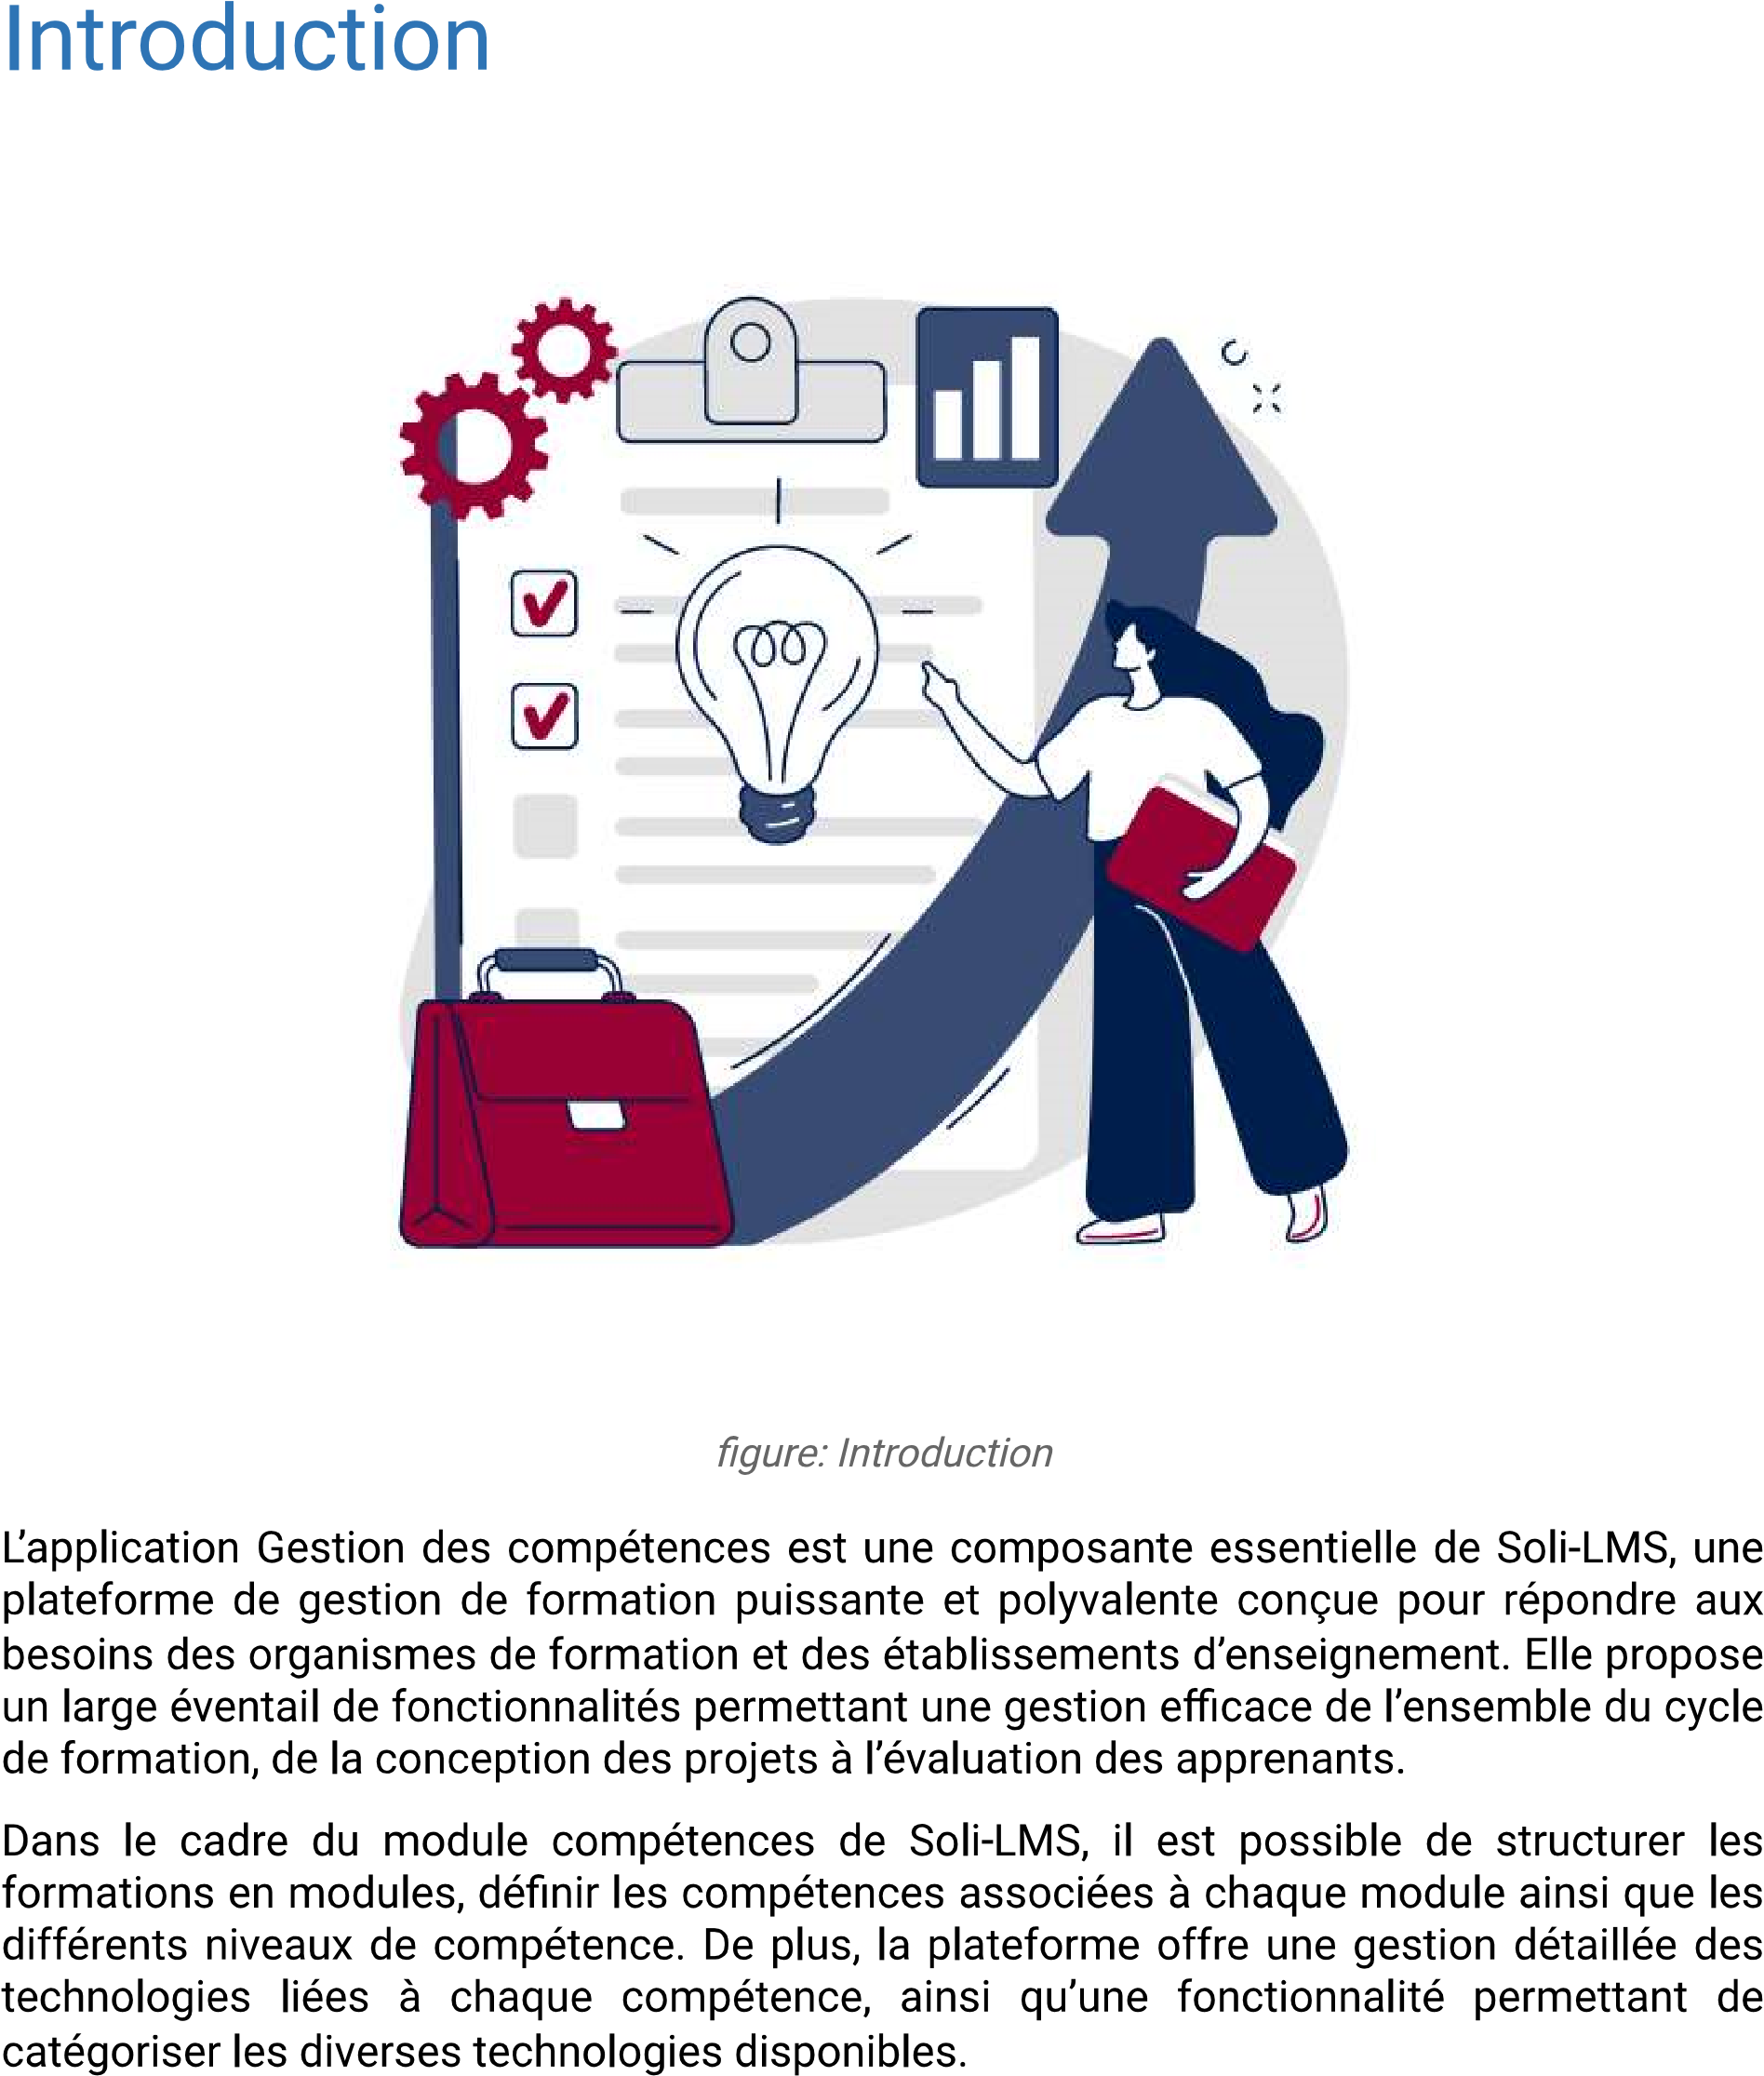 Introduction
figure: Introduction
L’application Gestion des compétences est une composante essentielle de Soli-LMS, une
plateforme de gestion de formation puissante et polyvalente conçue pour répondre aux
besoins des organismes de formation et des établissements d’enseignement. Elle propose
un large éventail de fonctionnalités permettant une gestion efficace de l’ensemble du cycle
de formation, de la conception des projets à l’évaluation des apprenants.
Dans le cadre du module compétences de Soli-LMS, il est possible de structurer les
formations en modules, définir les compétences associées à chaque module ainsi que les
différents niveaux de compétence. De plus, la plateforme offre une gestion détaillée des
technologies liées à chaque compétence, ainsi qu’une fonctionnalité permettant de
catégoriser les diverses technologies disponibles.